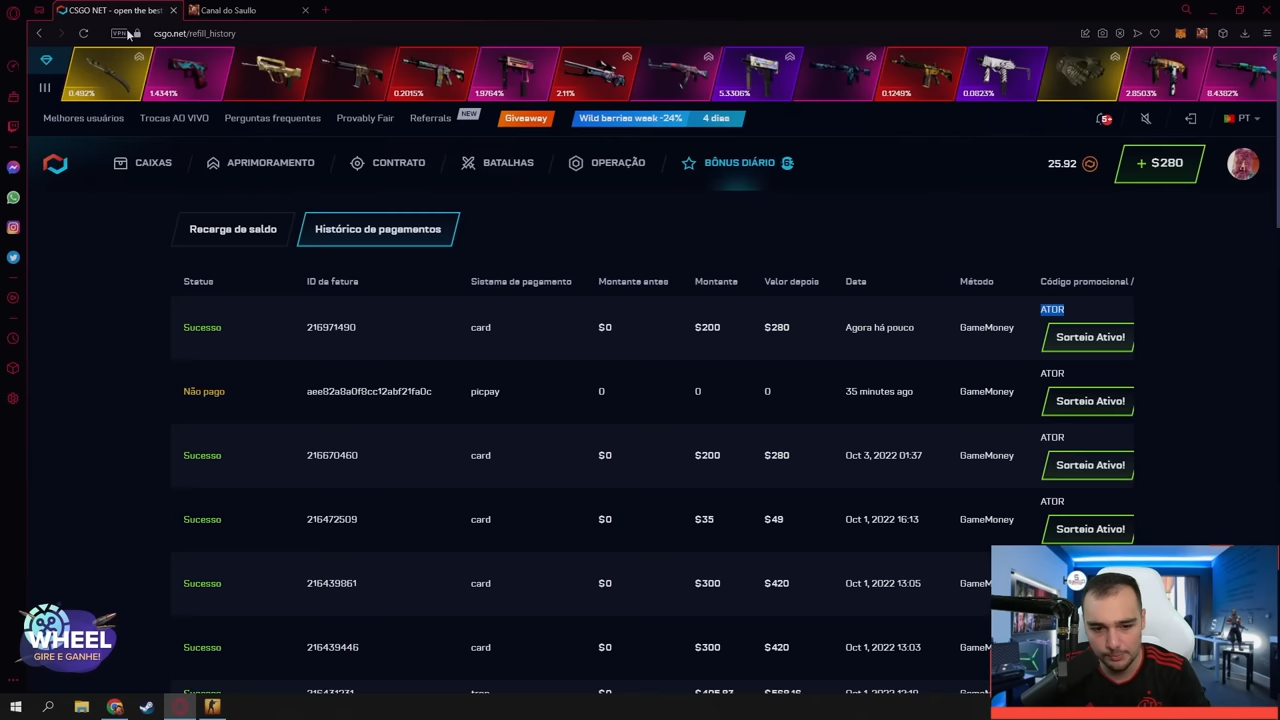 CSGO NET - open the best
Canal do Saullo
VPN
csgo.net/refill_history
0.492%
1.4341%
0.2015%
1.9764%
2.11%
5.3306%
0.1249%
0.0823%
2.8503%
8.4382%
Melhores usuários
Trocas AO VIVO
Perguntas frequentes
Provably Fair
Referrals
NEW
Giveaway
Wild berries week -24%
4 dias
5+
PT
CAIXAS
APRIMORAMENTO
CONTRATO
BATALHAS
OPERAÇÃO
BÔNUS DIÁRIO
25.92
+ $280
Recarga de saldo
Histórico de pagamentos
Status ID da fatura Sistema de pagamento Montante antes Montante Valor depois Data Método Código promocional /
Sucesso 216971490 card $0 $200 $280 Agora há pouco GameMoney ATOR
Sorteio Ativo!
Não pago aee82a8a0f8cc12abf21fa0c picpay 0 0 0 35 minutes ago GameMoney ATOR
Sorteio Ativo!
Sucesso 216670460 card $0 $200 $280 Oct 3, 2022 01:37 GameMoney ATOR
Sorteio Ativo!
Sucesso 216472509 card $0 $35 $49 Oct 1, 2022 16:13 GameMoney ATOR
Sorteio Ativo!
Sucesso 216439861 card $0 $300 $420 Oct 1, 2022 13:05 GameMoney
Sucesso 216439446 card $0 $300 $420 Oct 1, 2022 13:03 GameMoney
WHEEL
GIRE E GANHE!